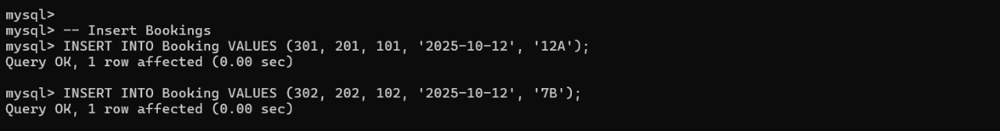 mysql>
mysql> -- Insert Bookings
mysql> INSERT INTO Booking VALUES (301, 201, 101, '2025-10-12', '12A');
Query OK, 1 row affected (0.00 sec)
mysql> INSERT INTO Booking VALUES (302, 202, 102, '2025-10-12', '7B');
Query OK, 1 row affected (0.00 sec)